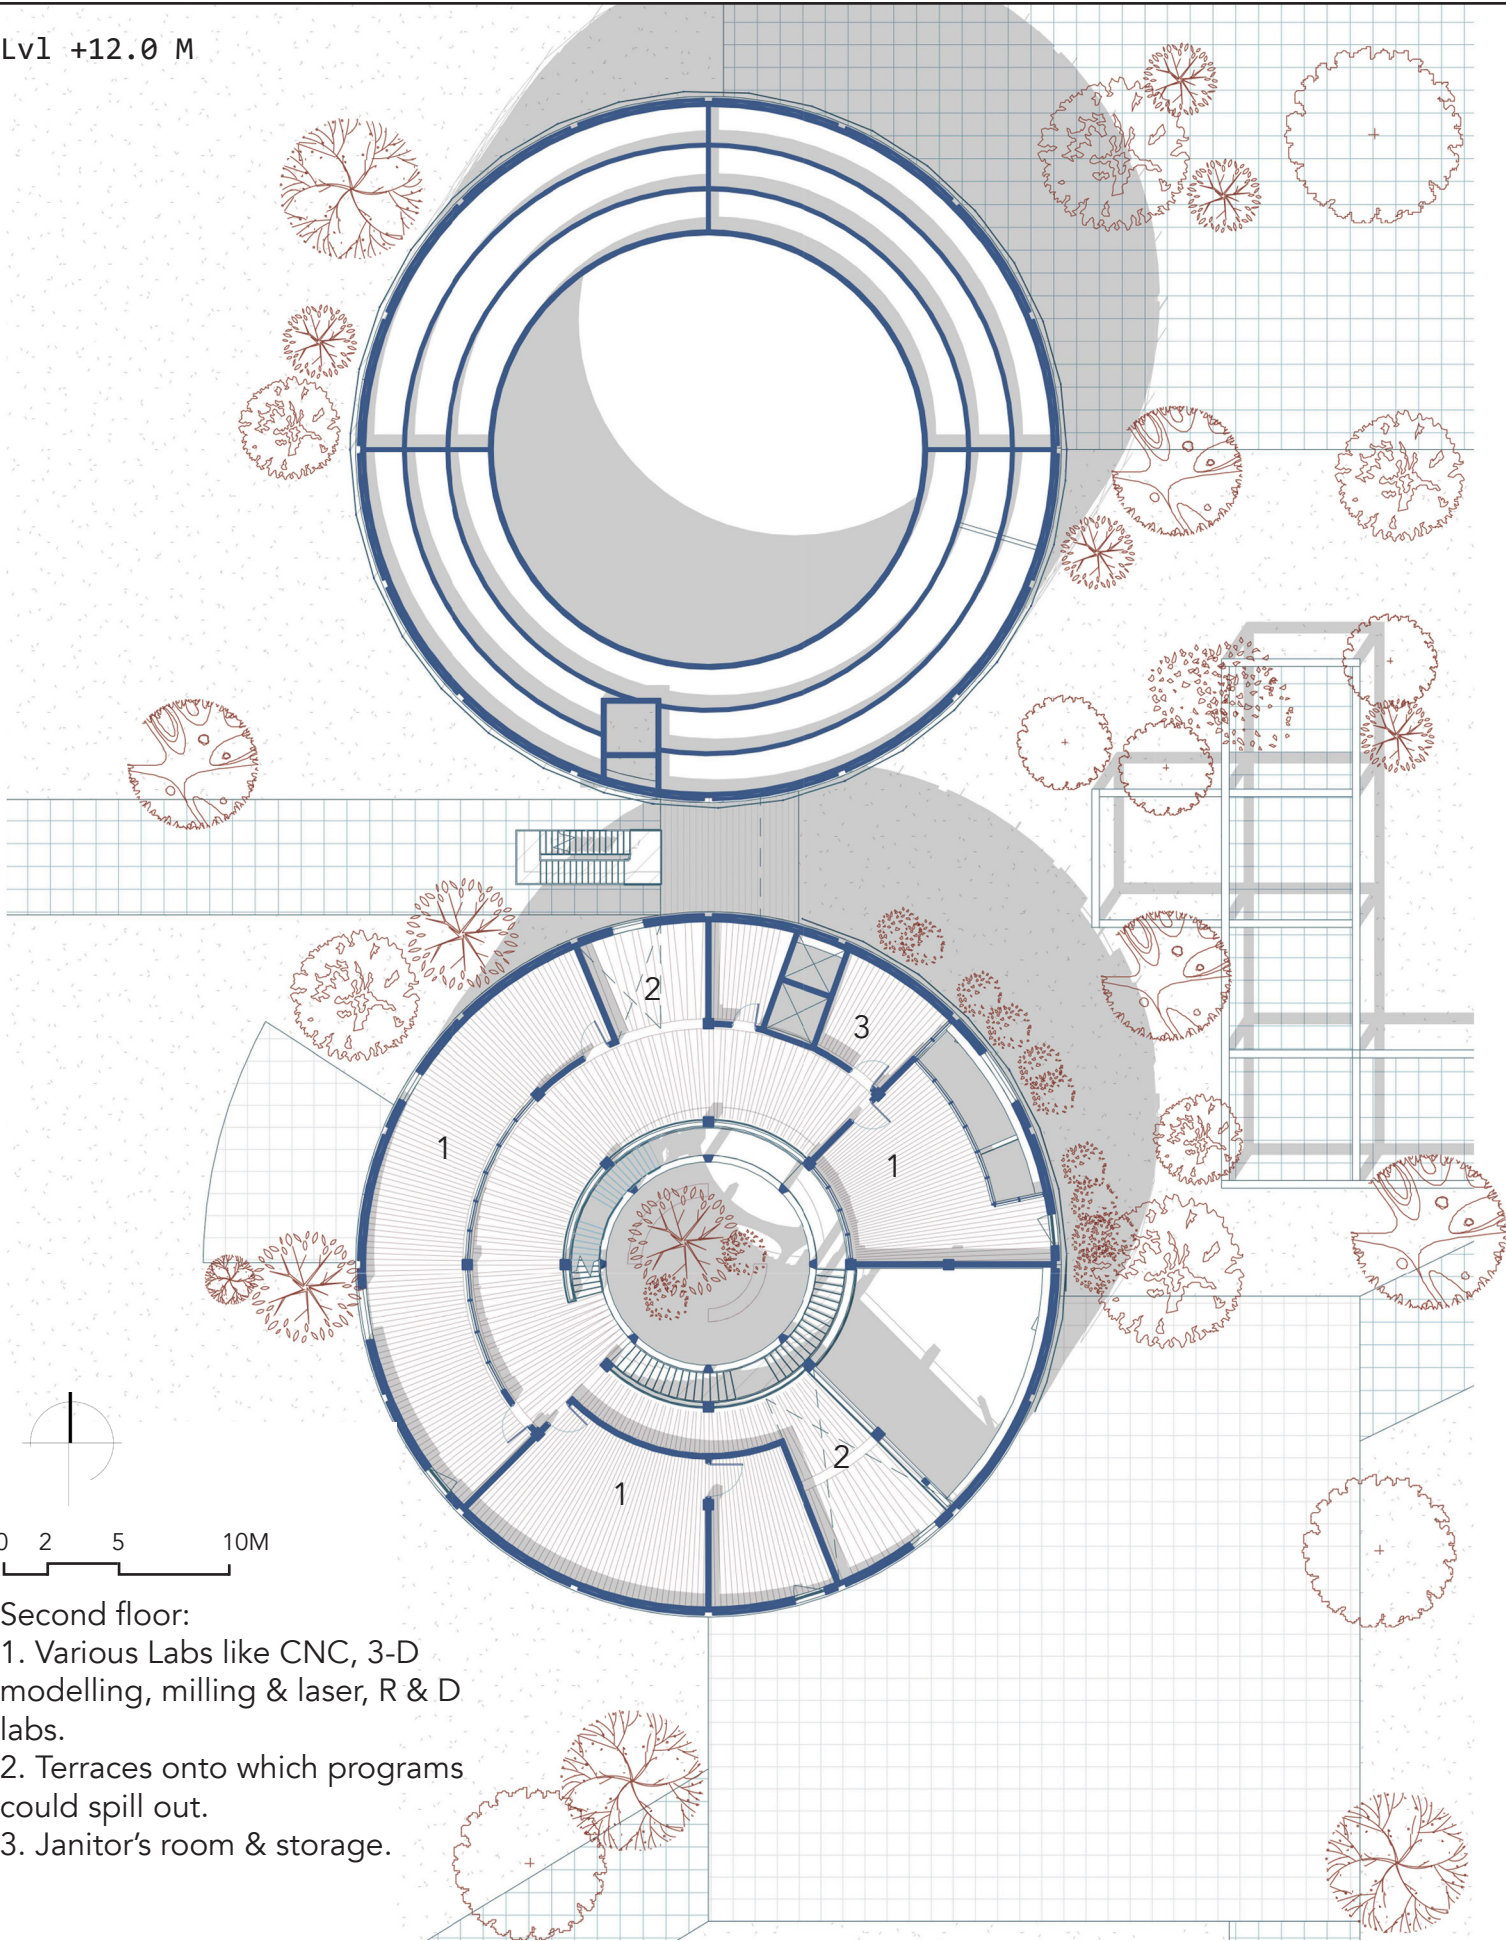 Lvl +12.0 M
2
3
1
1
2
1
0 2 5 10M
Second floor:
1. Various Labs like CNC, 3-D
modelling, milling & laser, R & D
labs.
2. Terraces onto which programs
could spill out.
3. Janitor’s room & storage.